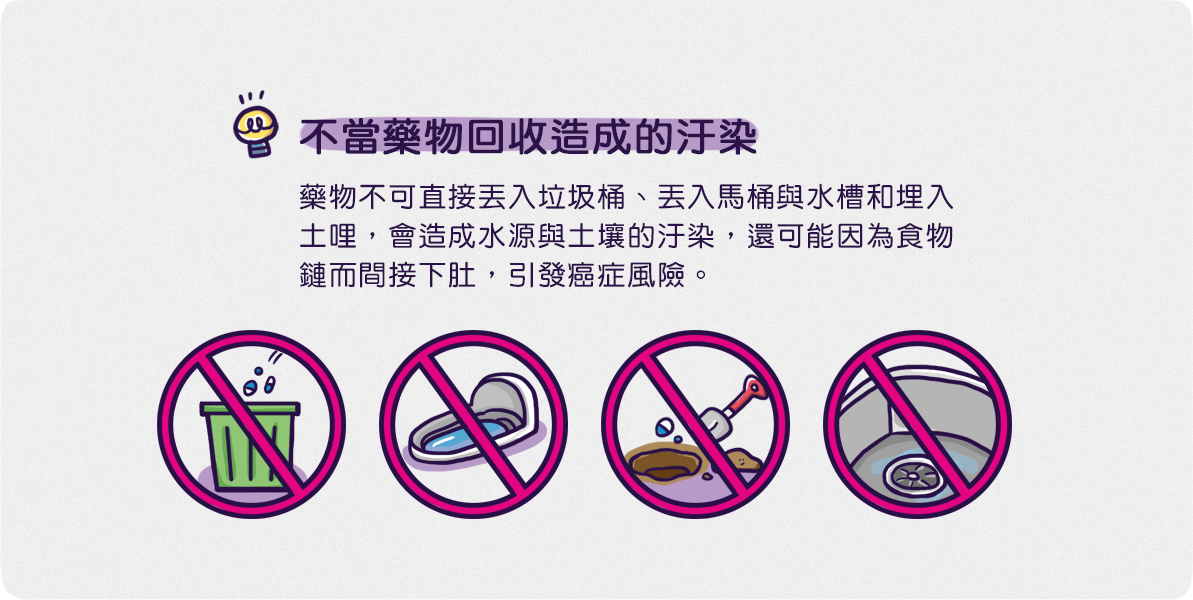 不當藥物回收造成的汙染
藥物不可直接丟入垃圾桶、丟入馬桶與水槽和埋入
土哩，會造成水源與土壤的汙染，還可能因為食物
鏈而間接下肚，引發癌症風險。